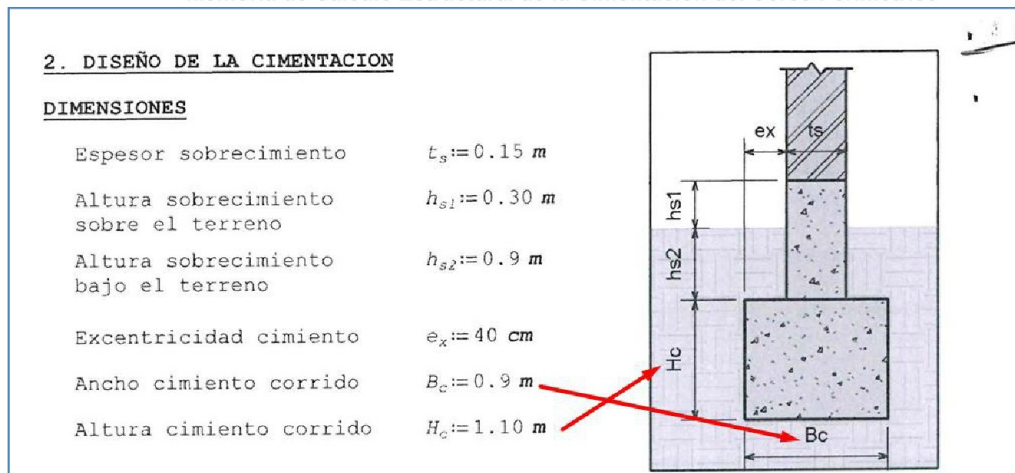 2. DISEÑO DE LA CIMENTACION
DIMENSIONES
Espesor sobrecimiento t_s:=0.15 m
Altura sobrecimiento h_s1:=0.30 m
sobre el terreno
Altura sobrecimiento h_s2:=0.9 m
bajo el terreno
Excentricidad cimiento e_x:=40 cm
Ancho cimiento corrido B_c:=0.9 m
Altura cimiento corrido H_c:=1.10 m
ex
ts
hs1
hs2
Hc
Bc